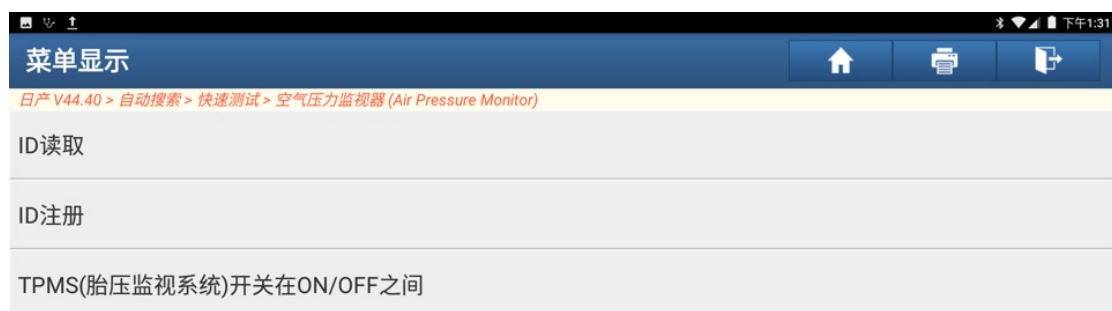 下午1:31
菜单显示
日产 V44.40 > 自动搜索 > 快速测试 > 空气压力监视器 (Air Pressure Monitor)
ID读取
ID注册
TPMS(胎压监视系统)开关在ON/OFF之间